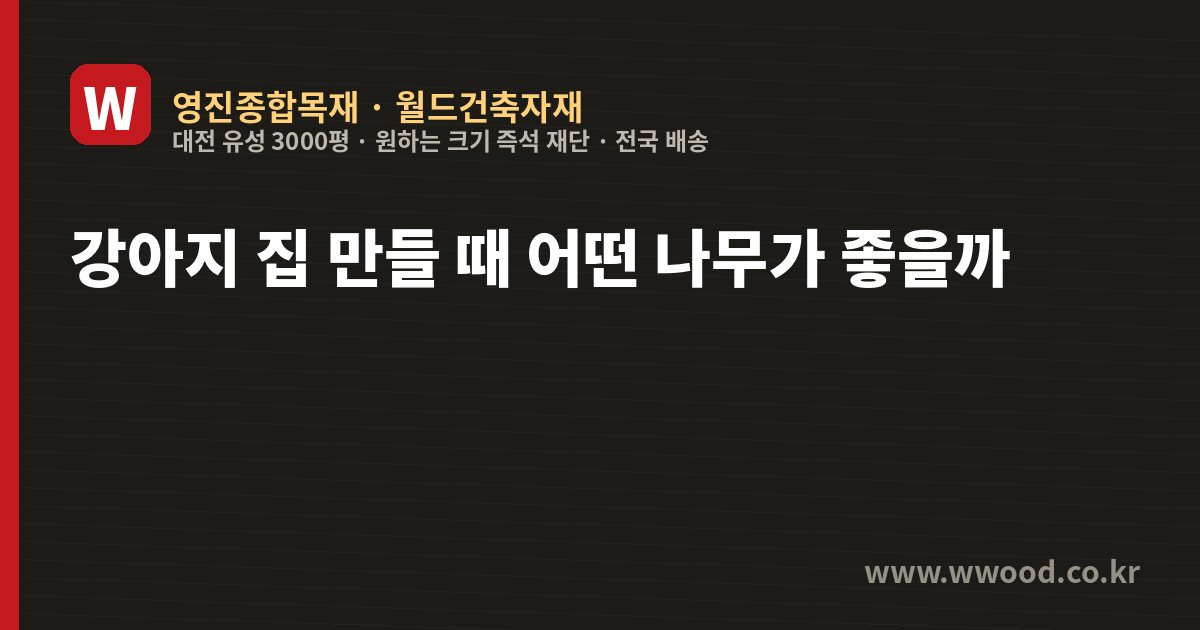 W
영진종합목재 · 월드건축자재
대전 유성 3000평 · 원하는 크기 즉석 재단 · 전국 배송
강아지 집 만들 때 어떤 나무가 좋을까
www.wwood.co.kr